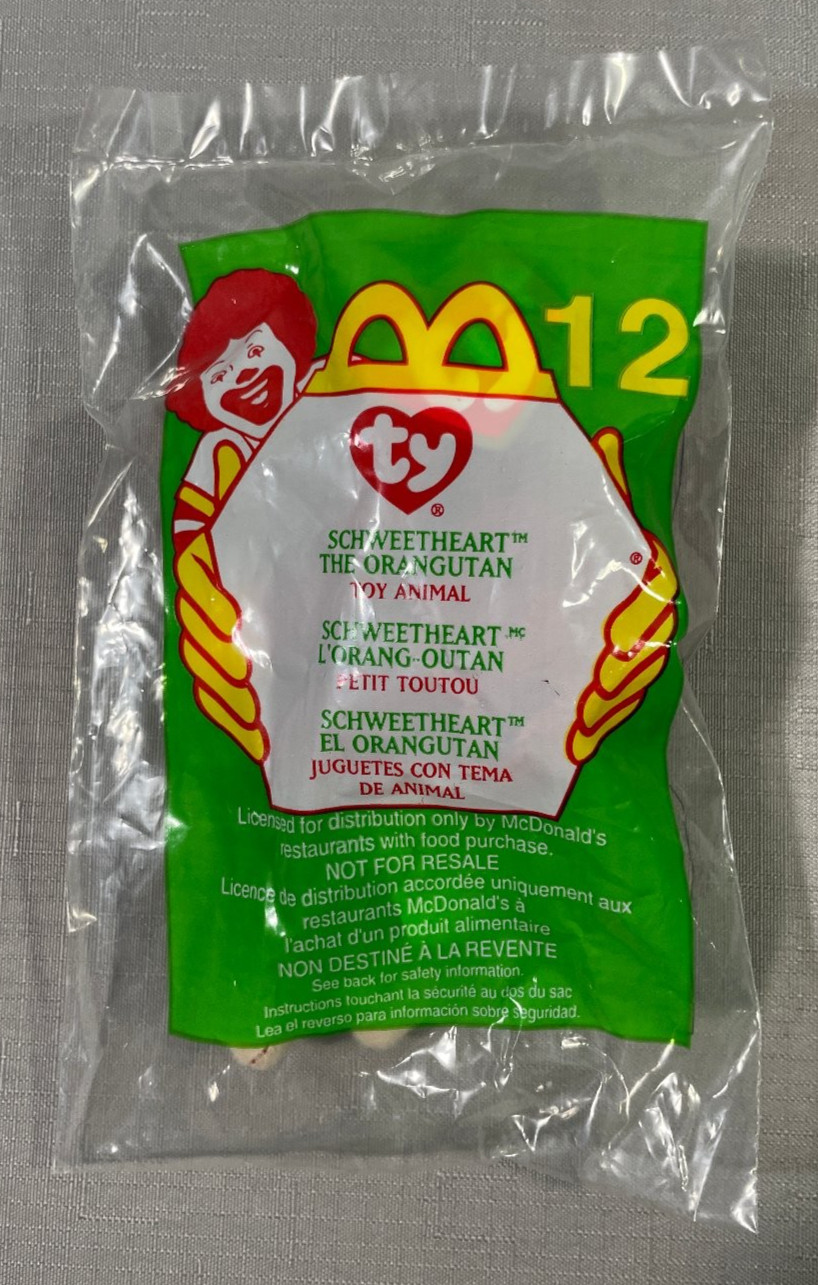 12
ty
®
SCHWEETHEART™
THE ORANGUTAN
TOY ANIMAL
®
SCHWEETHEART MC
L'ORANG-OUTAN
PETIT TOUTOU
SCHWEETHEART™
EL ORANGUTAN
JUGUETES CON TEMA
DE ANIMAL
Licensed for distribution only by McDonald's
restaurants with food purchase.
NOT FOR RESALE
Licence de distribution accordée uniquement aux
restaurants McDonald's à
l'achat d'un produit alimentaire
NON DESTINÉ À LA REVENTE
See back for safety information.
Instructions touchant la sécurité au dos du sac
Lea el reverso para información sobre seguridad.